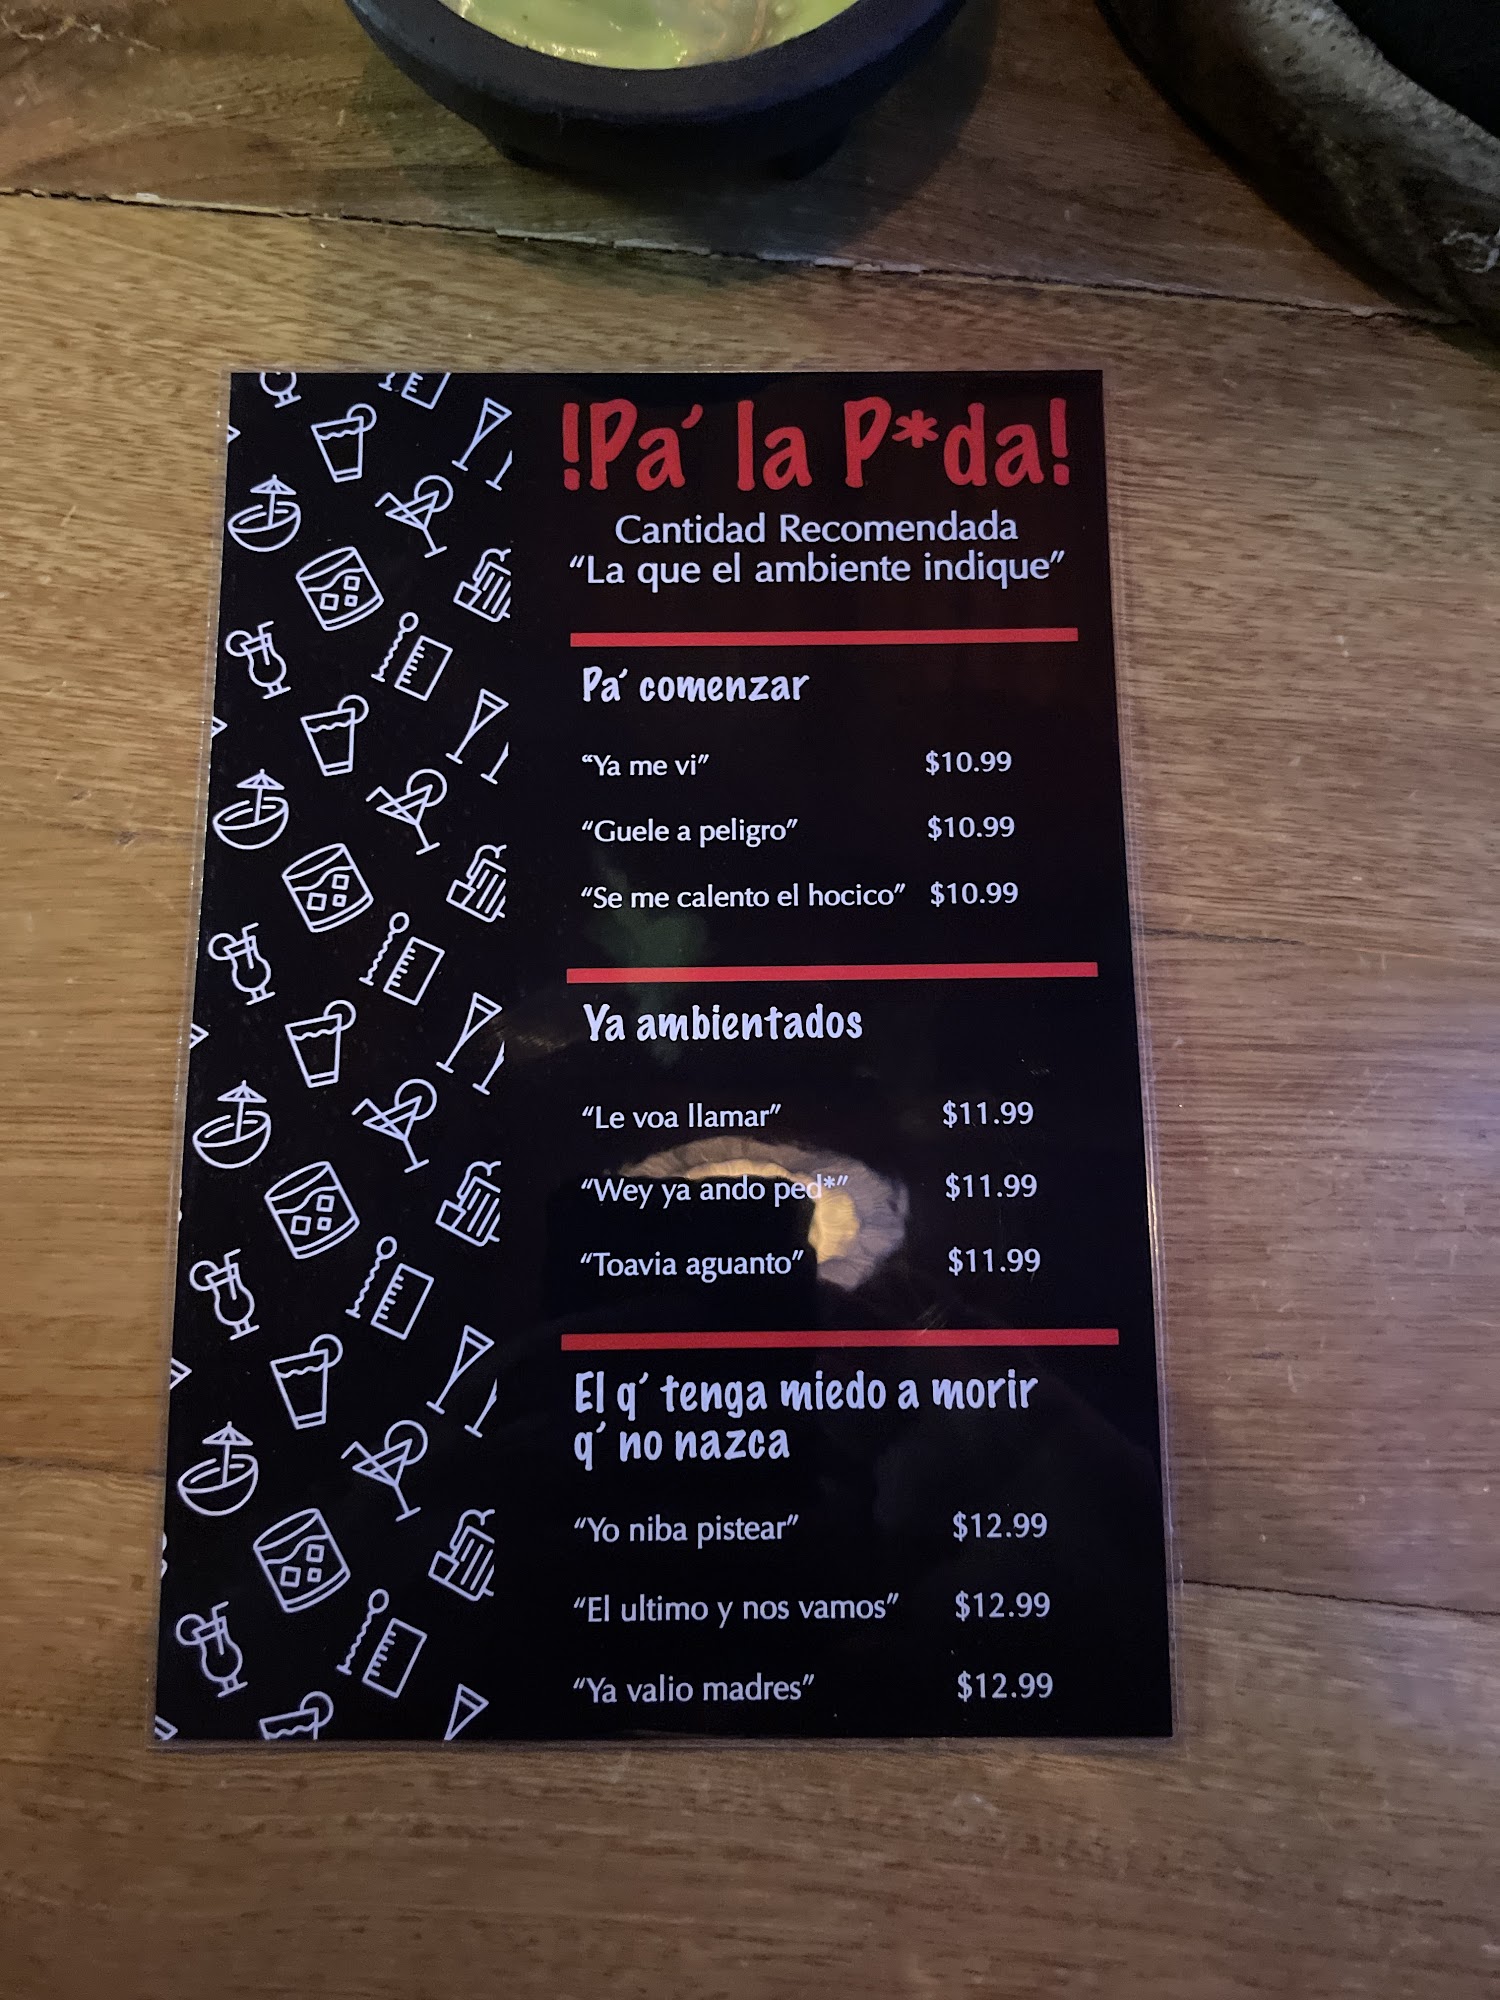 !Pa´ la P*da!
Cantidad Recomendada
“La que el ambiente indique”
Pa´ comenzar
“Ya me vi” $10.99
“Guele a peligro” $10.99
“Se me calento el hocico” $10.99
Ya ambientados
“Le voa llamar” $11.99
“Wey ya ando ped*” $11.99
“Toavia aguanto” $11.99
El q´ tenga miedo a morir
q´ no nazca
“Yo niba pistear” $12.99
“El ultimo y nos vamos” $12.99
“Ya valio madres” $12.99